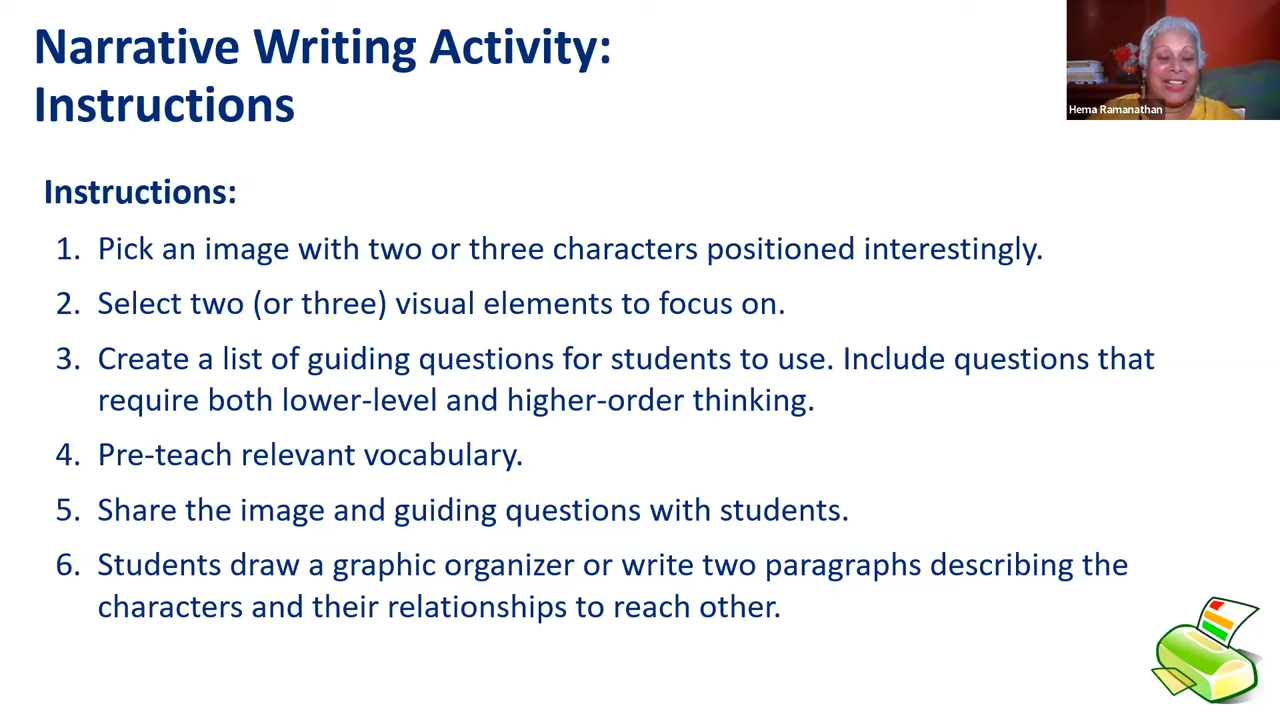 Narrative Writing Activity:
Instructions
Hema Ramanathan
Instructions:
1. Pick an image with two or three characters positioned interestingly.
2. Select two (or three) visual elements to focus on.
3. Create a list of guiding questions for students to use. Include questions that
require both lower-level and higher-order thinking.
4. Pre-teach relevant vocabulary.
5. Share the image and guiding questions with students.
6. Students draw a graphic organizer or write two paragraphs describing the
characters and their relationships to reach other.